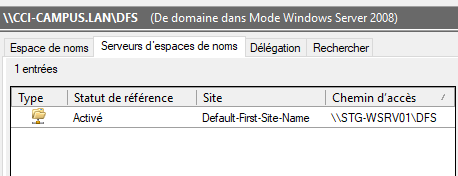 \\CCI-CAMPUS.LAN\DFS (De domaine dans Mode Windows Server 2008)
Espace de noms Serveurs d'espaces de noms Délégation Rechercher
1 entrées
Type Statut de référence Site Chemin d'accès
Activé Default-First-Site-Name \\STG-WSRV01\DFS